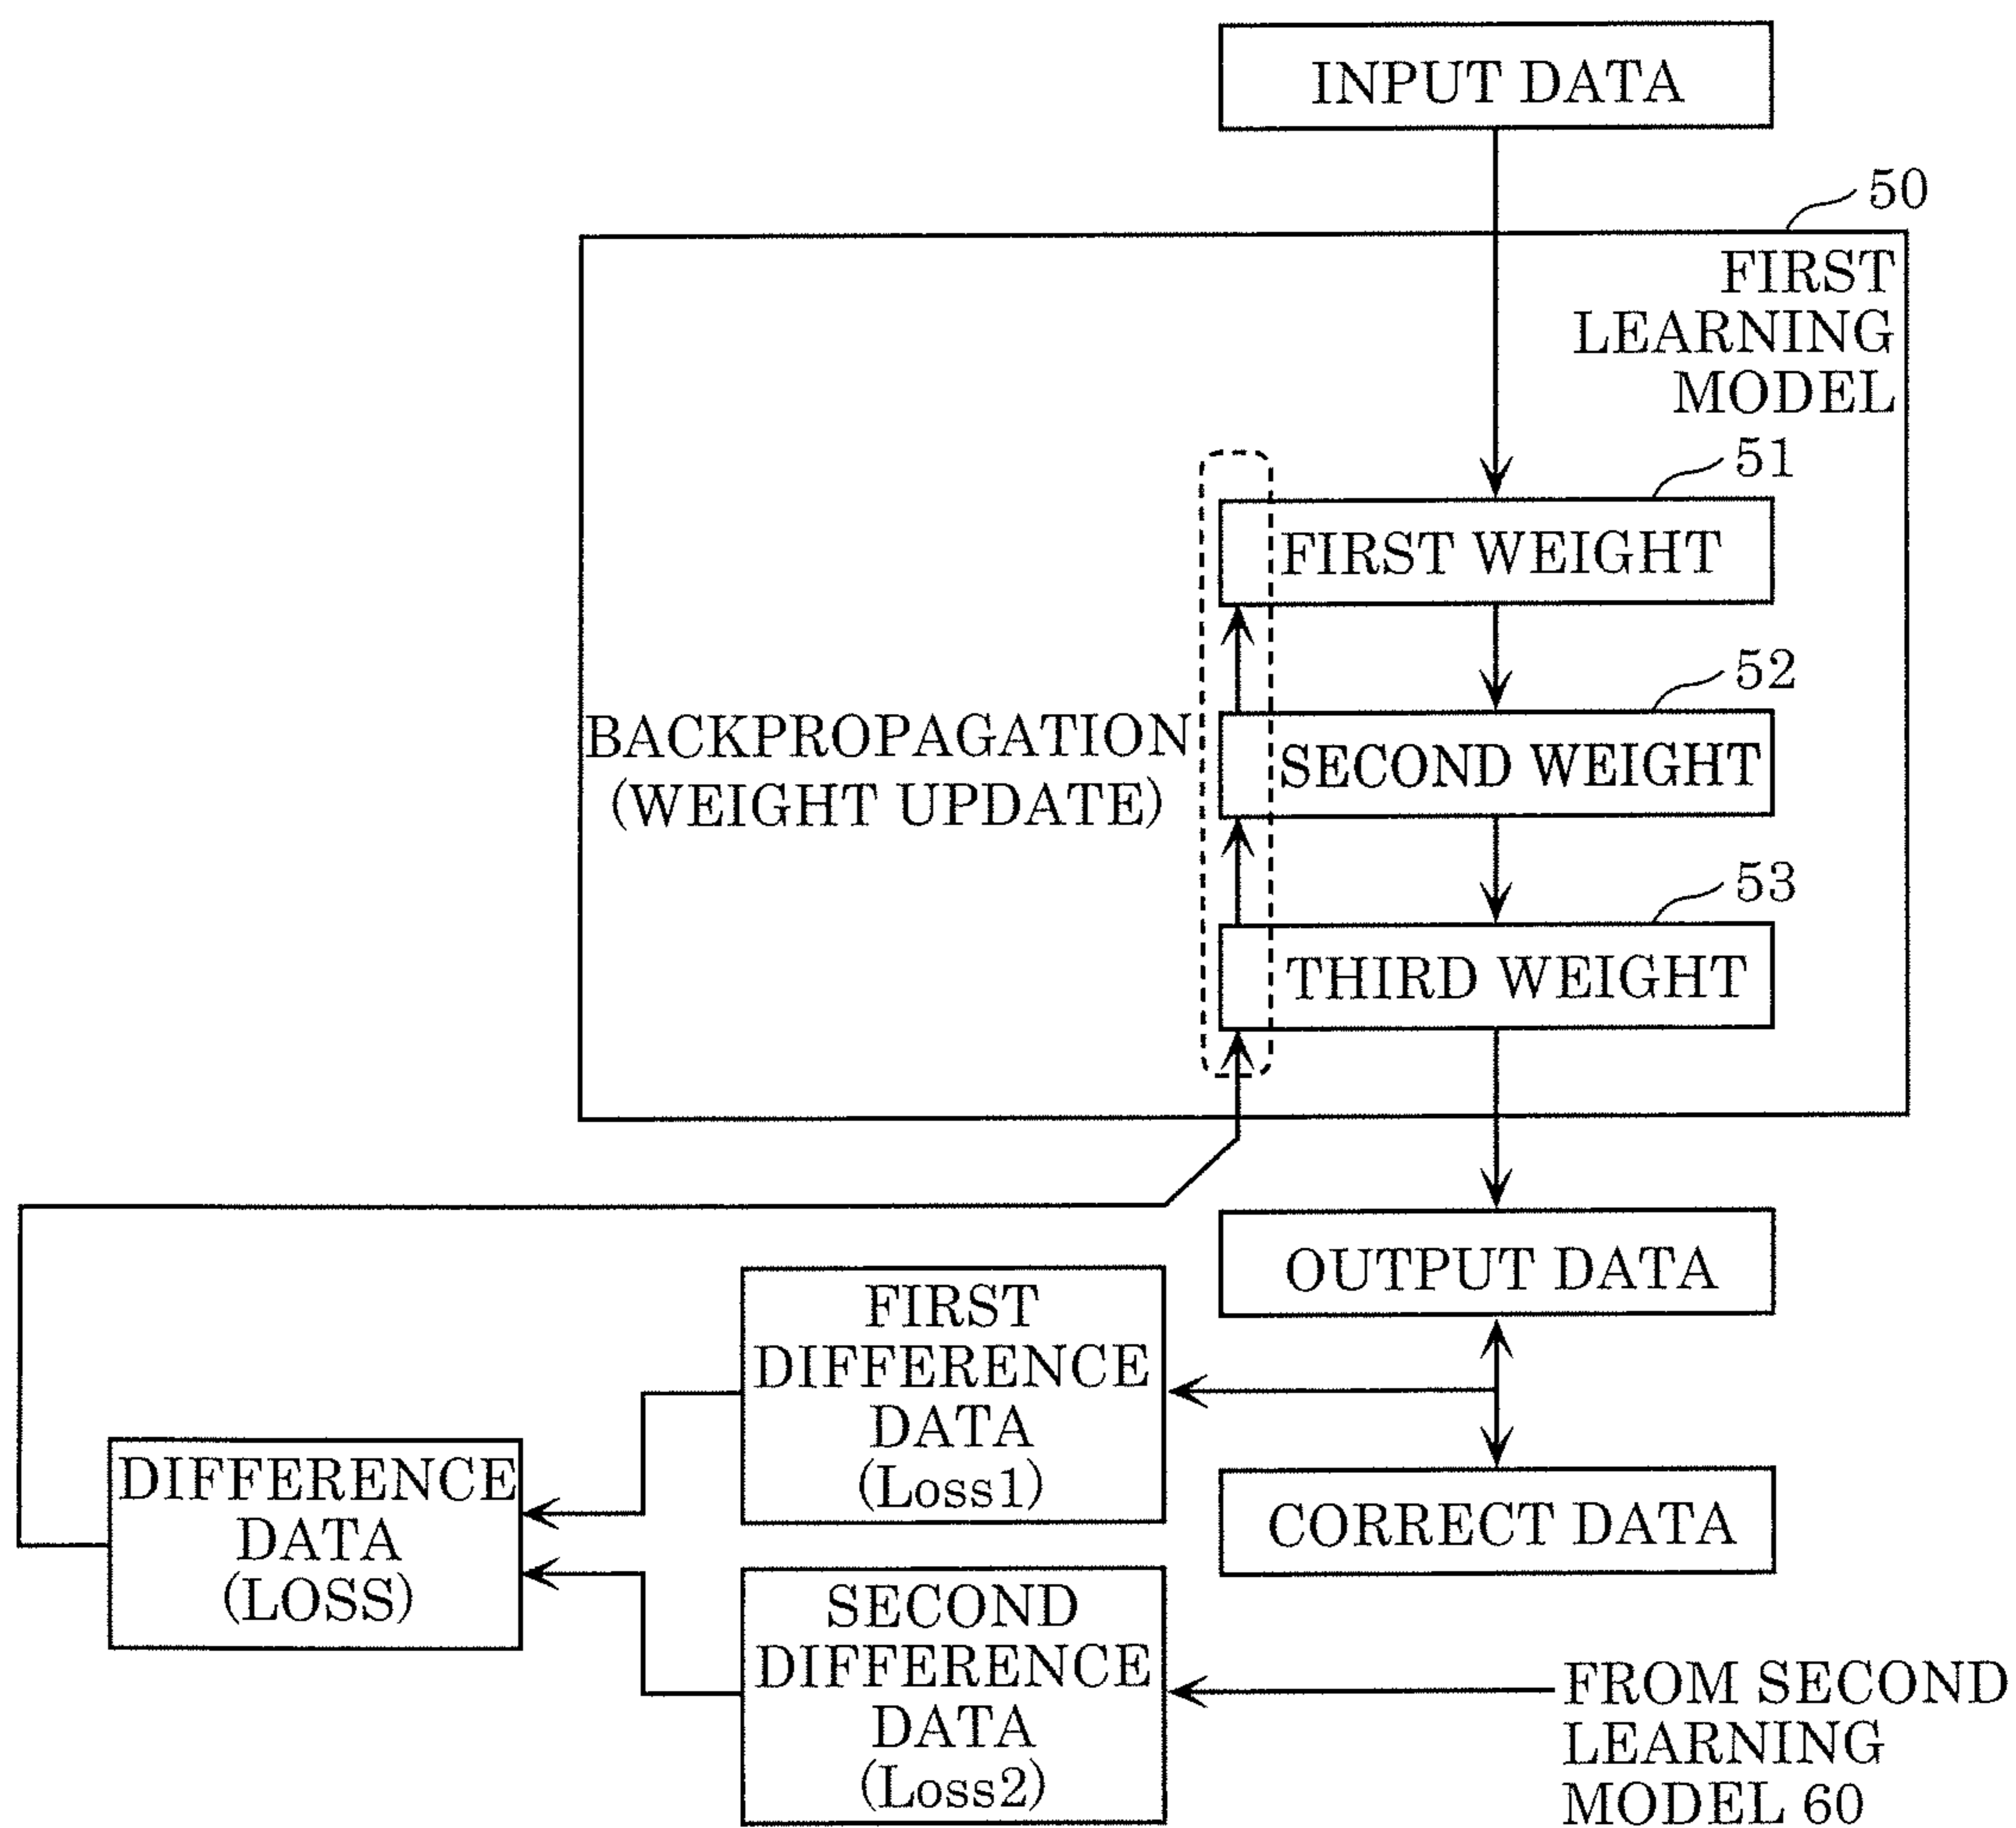 INPUT DATA
50
FIRST
LEARNING
MODEL
51
FIRST WEIGHT
52
BACKPROPAGATION
(WEIGHT UPDATE)
SECOND WEIGHT
53
THIRD WEIGHT
OUTPUT DATA
FIRST
DIFFERENCE
DATA
(Loss1)
CORRECT DATA
DIFFERENCE
DATA
(LOSS)
SECOND
DIFFERENCE
DATA
(Loss2)
FROM SECOND
LEARNING
MODEL 60